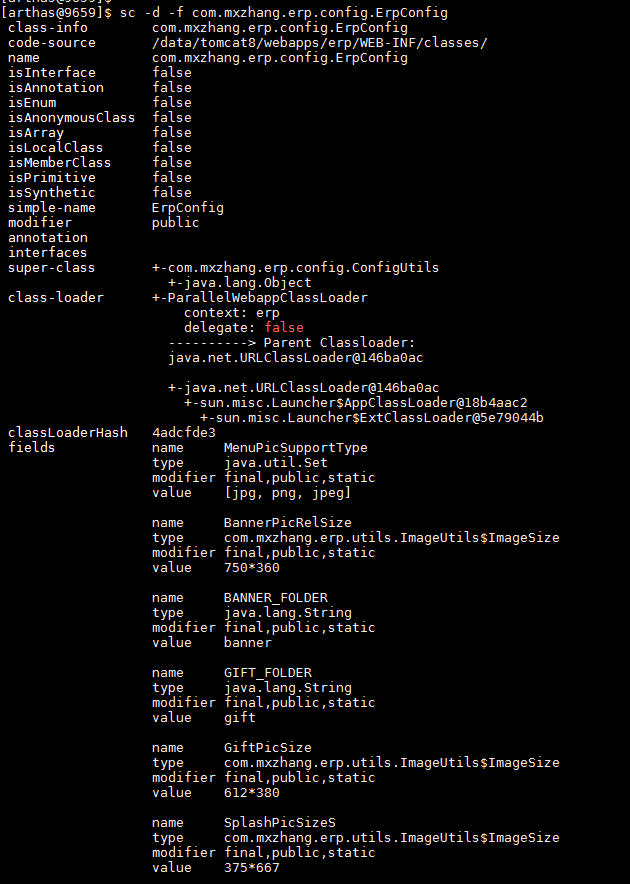 [arthas@9659]$
[arthas@9659]$ sc -d -f com.mxzhang.erp.config.ErpConfig
class-info com.mxzhang.erp.config.ErpConfig
code-source /data/tomcat8/webapps/erp/WEB-INF/classes/
name com.mxzhang.erp.config.ErpConfig
isInterface false
isAnnotation false
isEnum false
isAnonymousClass false
isArray false
isLocalClass false
isMemberClass false
isPrimitive false
isSynthetic false
simple-name ErpConfig
modifier public
annotation
interfaces
super-class +-com.mxzhang.erp.config.ConfigUtils
+-java.lang.Object
class-loader +-ParallelWebappClassLoader
context: erp
delegate: false
----------> Parent Classloader:
java.net.URLClassLoader@146ba0ac
+-java.net.URLClassLoader@146ba0ac
+-sun.misc.Launcher$AppClassLoader@18b4aac2
+-sun.misc.Launcher$ExtClassLoader@5e79044b
classLoaderHash 4adcfde3
fields name MenuPicSupportType
type java.util.Set
modifier final,public,static
value [jpg, png, jpeg]
name BannerPicRelSize
type com.mxzhang.erp.utils.ImageUtils$ImageSize
modifier final,public,static
value 750*360
name BANNER_FOLDER
type java.lang.String
modifier final,public,static
value banner
name GIFT_FOLDER
type java.lang.String
modifier final,public,static
value gift
name GiftPicSize
type com.mxzhang.erp.utils.ImageUtils$ImageSize
modifier final,public,static
value 612*380
name SplashPicSizeS
type com.mxzhang.erp.utils.ImageUtils$ImageSize
modifier final,public,static
value 375*667